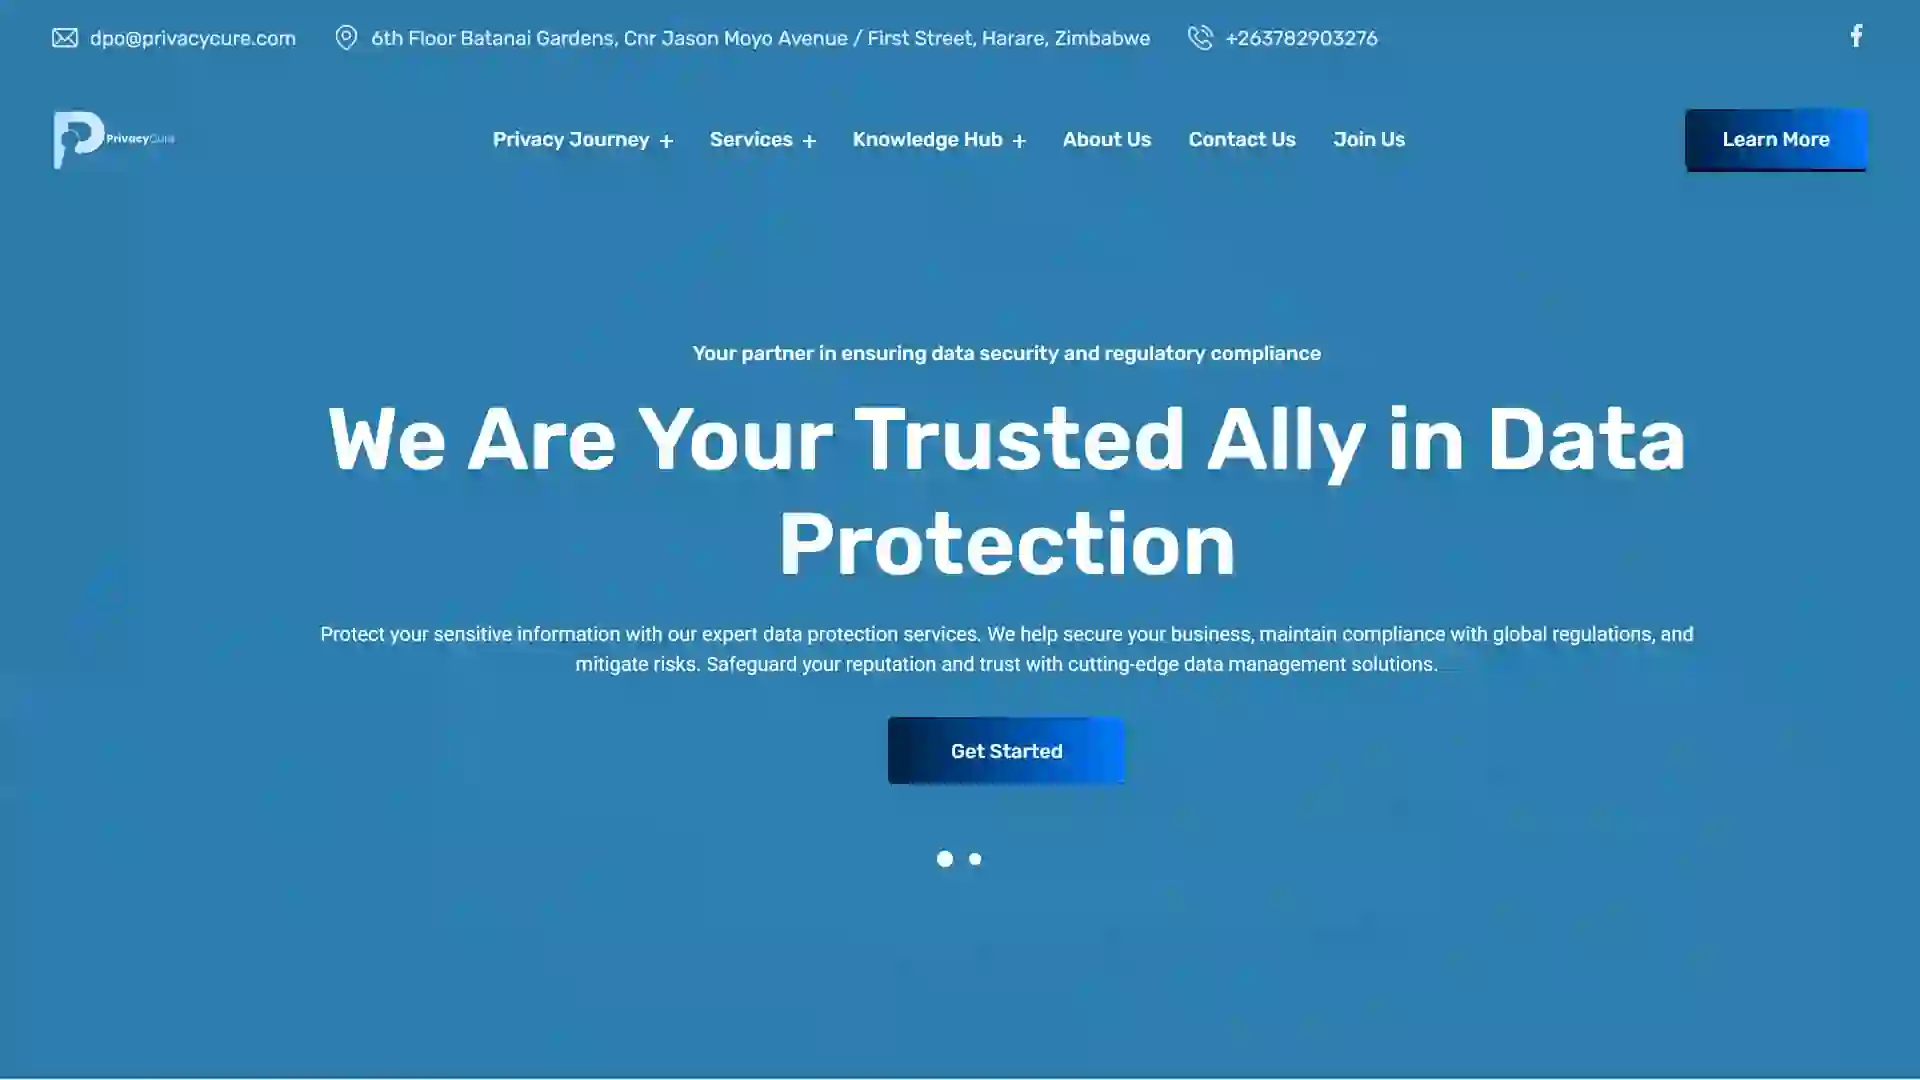 dpo@privacycure.com
6th Floor Batanai Gardens, Cnr Jason Moyo Avenue / First Street, Harare, Zimbabwe
+263782903276
PrivacyCure
Privacy Journey +
Services +
Knowledge Hub +
About Us
Contact Us
Join Us
Learn More
Your partner in ensuring data security and regulatory compliance
We Are Your Trusted Ally in Data
Protection
Protect your sensitive information with our expert data protection services. We help secure your business, maintain compliance with global regulations, and
mitigate risks. Safeguard your reputation and trust with cutting-edge data management solutions.
Get Started